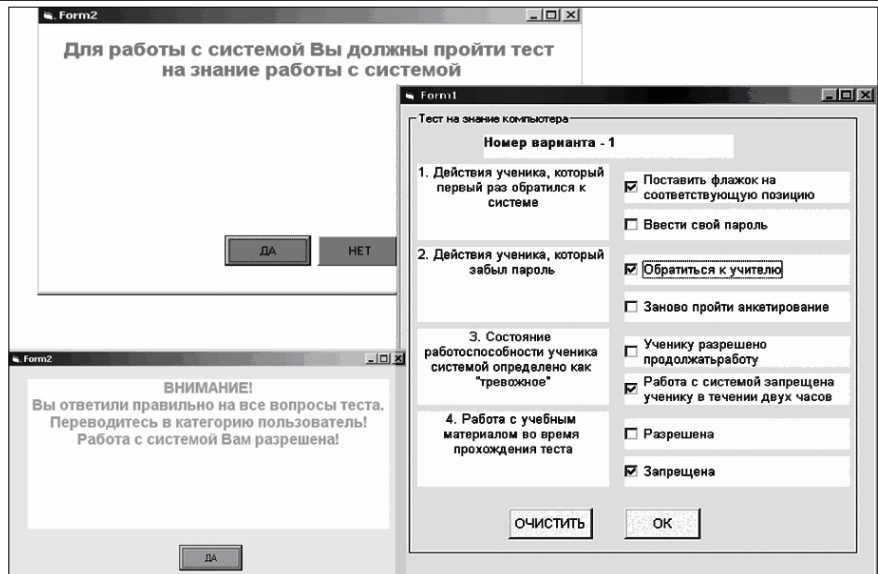 Form2
Для работы с системой Вы должны пройти тест
на знание работы с системой
ДА
НЕТ
Form1
Тест на знание компьютера
Номер варианта - 1
1. Действия ученика, который
первый раз обратился к
системе
Поставить флажок на
соответствующую позицию
Ввести свой пароль
2. Действия ученика, который
забыл пароль
Обратиться к учителю
Заново пройти анкетирование
3. Состояние
работоспособности ученика
системой определено как
"тревожное"
Ученику разрешено
продолжатьработу
Работа с системой запрещена
ученику в течении двух часов
4. Работа с учебным
материалом во время
прохождения теста
Разрешена
Запрещена
ОЧИСТИТЬ
ОК
Form2
ВНИМАНИЕ!
Вы ответили правильно на все вопросы теста.
Переводитесь в категорию пользователь!
Работа с системой Вам разрешена!
ДА